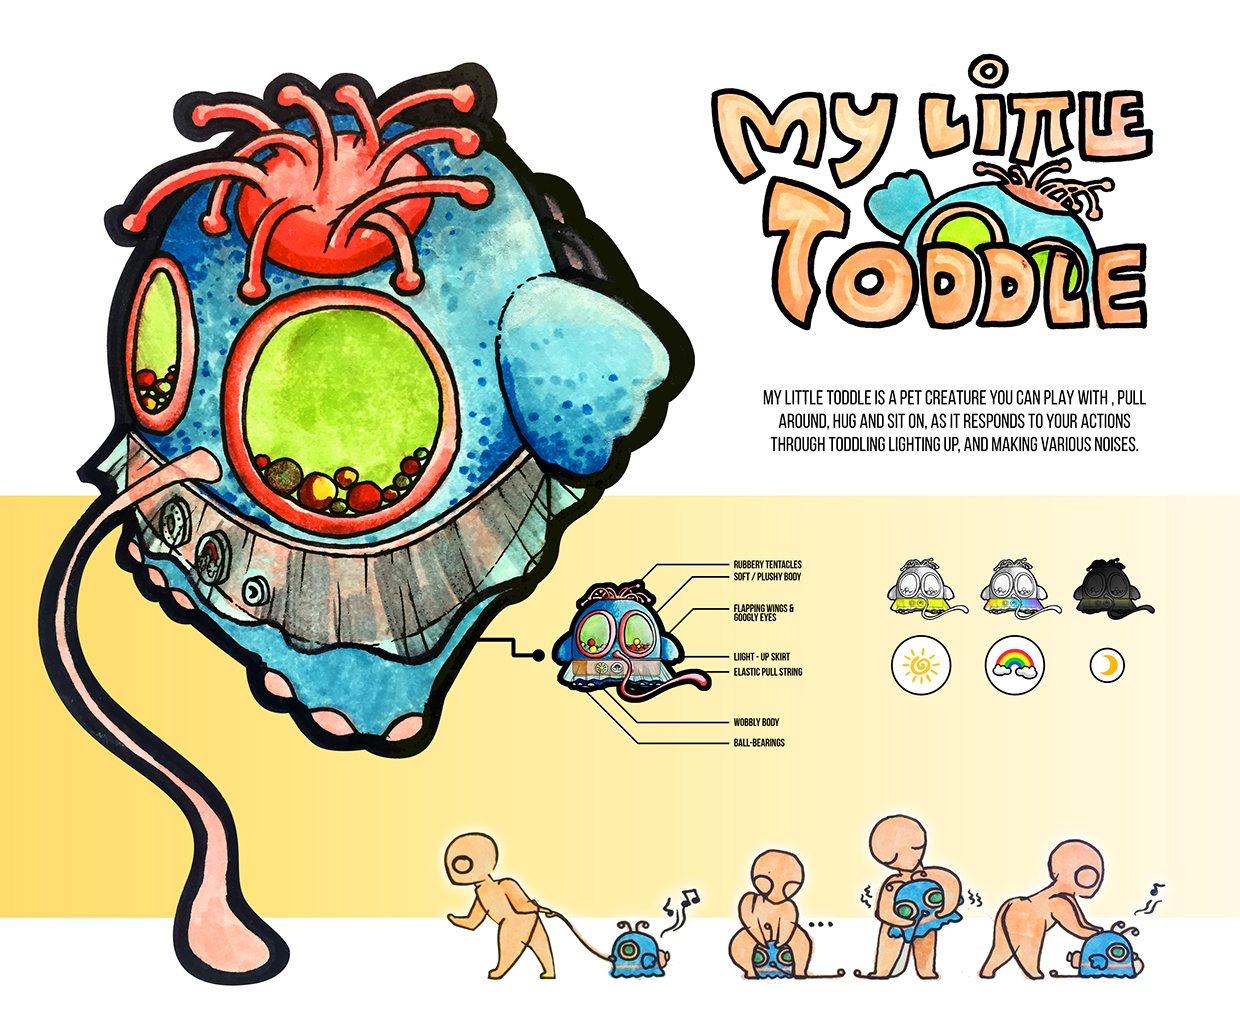 MY LiTTLE
TODDLE
MY LITTLE TODDLE IS A PET CREATURE YOU CAN PLAY WITH , PULL
AROUND, HUG AND SIT ON, AS IT RESPONDS TO YOUR ACTIONS
THROUGH TODDLING LIGHTING UP, AND MAKING VARIOUS NOISES.
RUBBERY TENTACLES
SOFT / PLUSHY BODY
FLAPPING WINGS &
GOOGLY EYES
LIIGHT - UP SKIRT
ELASTIC PULL STRING
WOBBLY BODY
BALL-BEARINGS